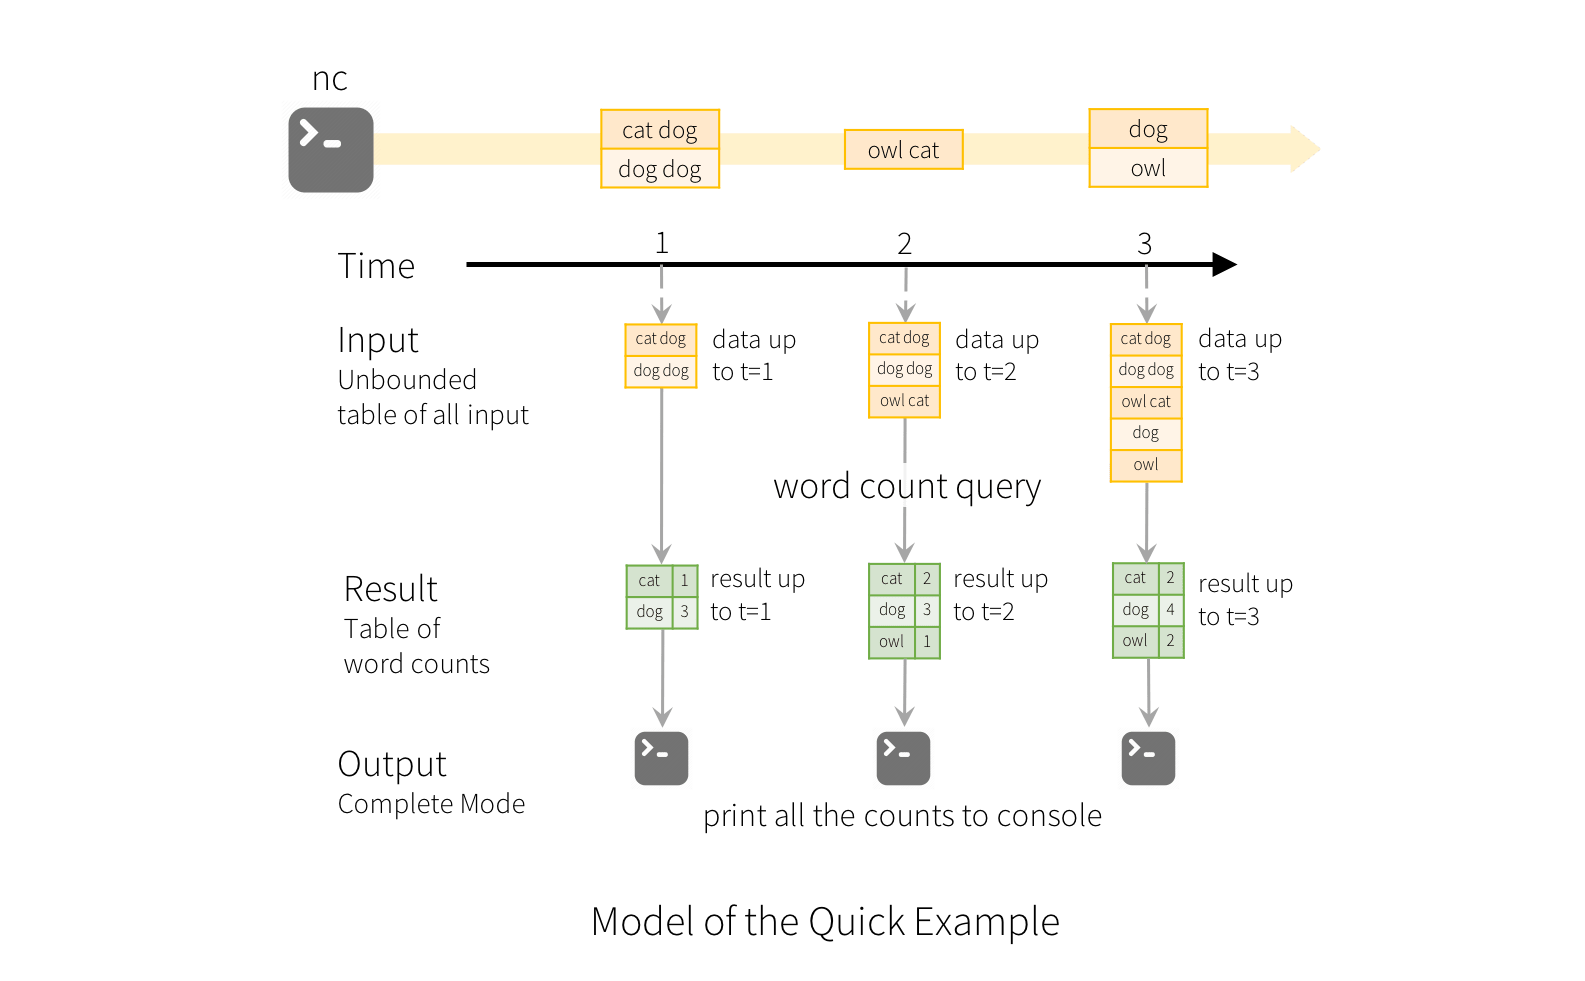 nc
cat dog
dog dog
owl cat
dog
owl
Time
1
2
3
Input
Unbounded
table of all input
cat dog
dog dog
data up
to t=1
cat dog
dog dog
owl cat
data up
to t=2
cat dog
dog dog
owl cat
dog
owl
data up
to t=3
word count query
Result
Table of
word counts
cat 1
dog 3
result up
to t=1
cat 2
dog 3
owl 1
result up
to t=2
cat 2
dog 4
owl 2
result up
to t=3
Output
Complete Mode
print all the counts to console
Model of the Quick Example